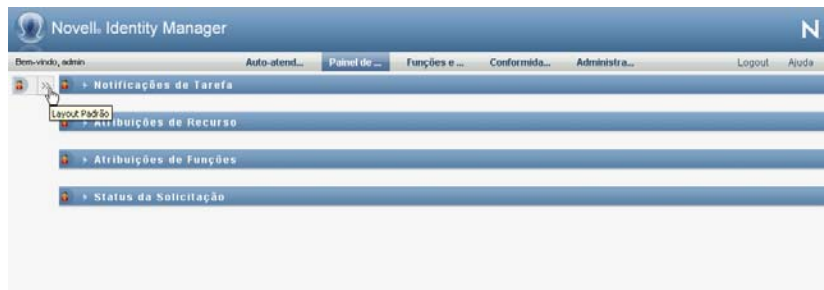 Novell® Identity Manager
N
Bem-vindo, admin
Auto-atend... Painel de ... Funções e ... Conformida... Administra... Logout Ajuda
Notificações de Tarefa
Layout Padrão
Atribuições de Recurso
Atribuições de Funções
Status da Solicitação